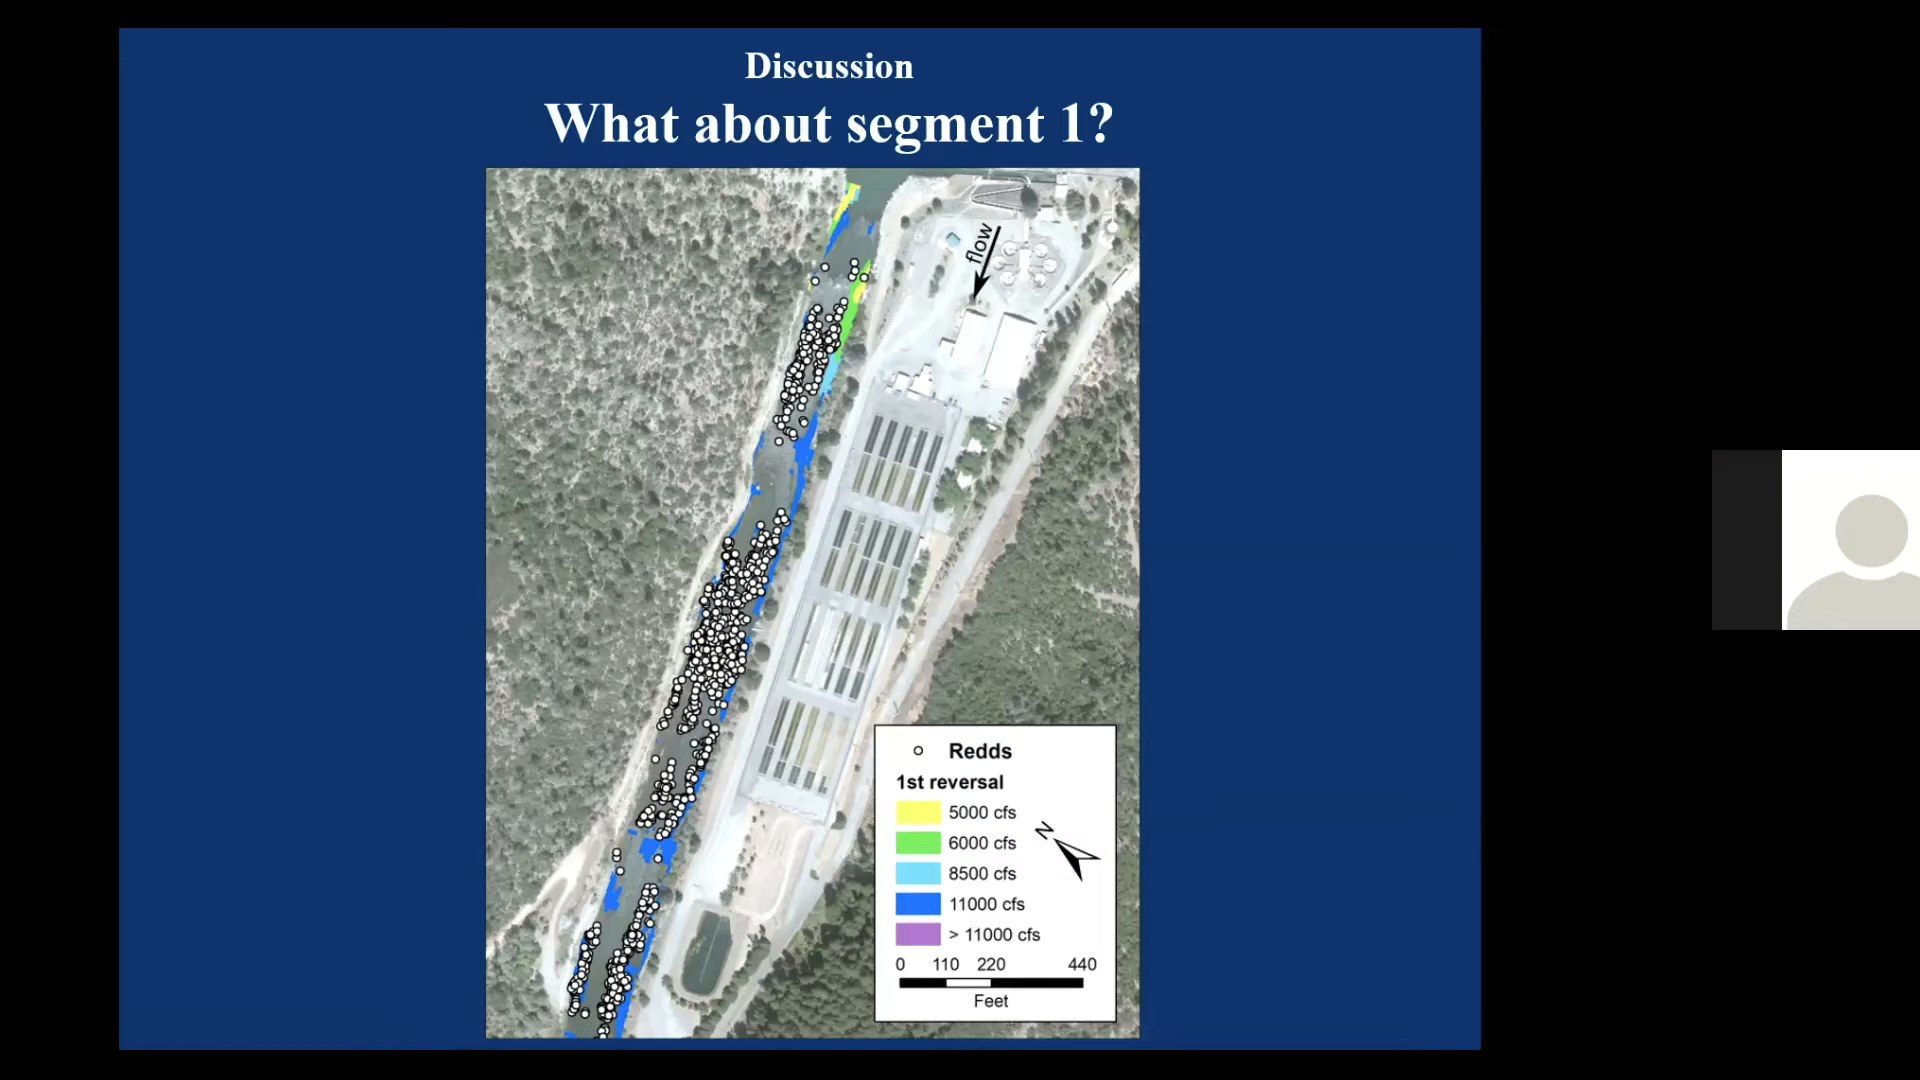 Discussion
What about segment 1?
flow
Redds
1st reversal
5000 cfs
6000 cfs
8500 cfs
11000 cfs
> 11000 cfs
N
0 110 220 440
Feet